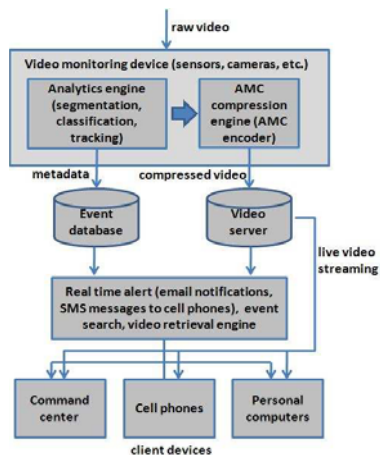 raw video
Video monitoring device (sensors, cameras, etc.)
Analytics engine
(segmentation,
classification,
tracking)
AMC
compression
engine (AMC
encoder)
metadata
compressed video
Event
database
Video
server
live video
streaming
Real time alert (email notifications,
SMS messages to cell phones), event
search, video retrieval engine
Command
center
Cell phones
Personal
computers
client devices